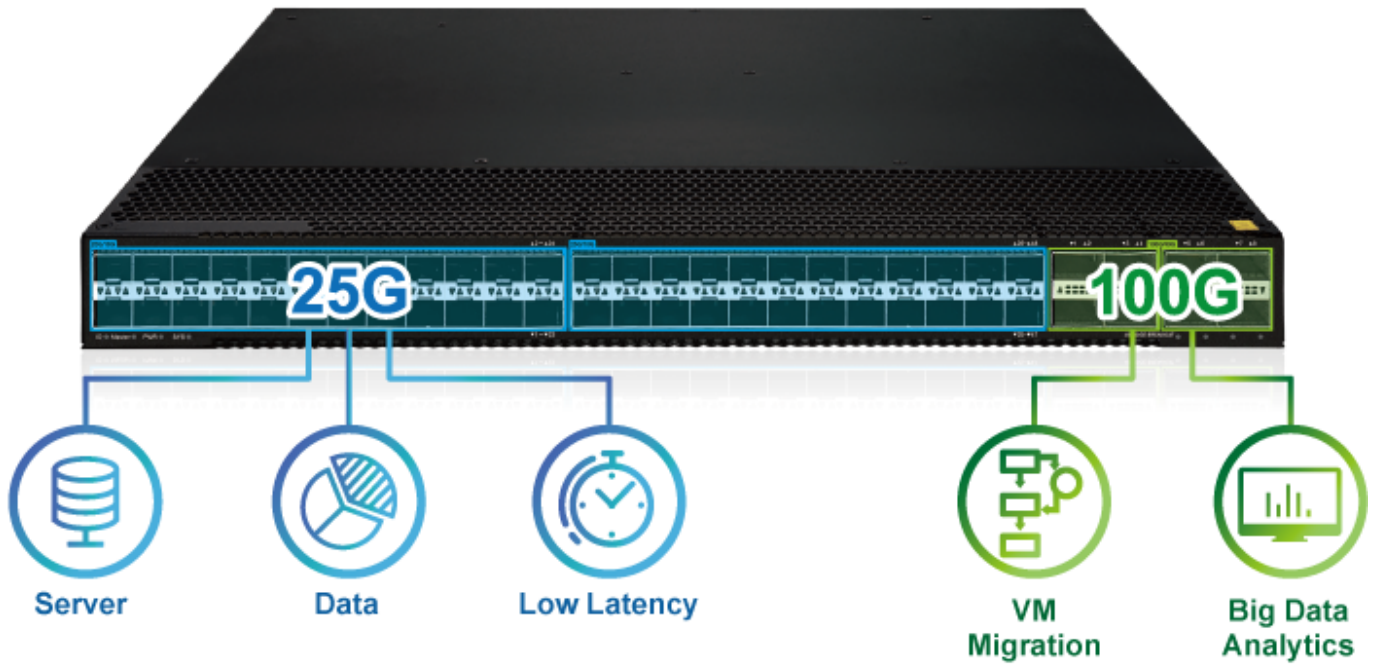 25G
100G
Server
Data
Low Latency
VM
Migration
Big Data
Analytics